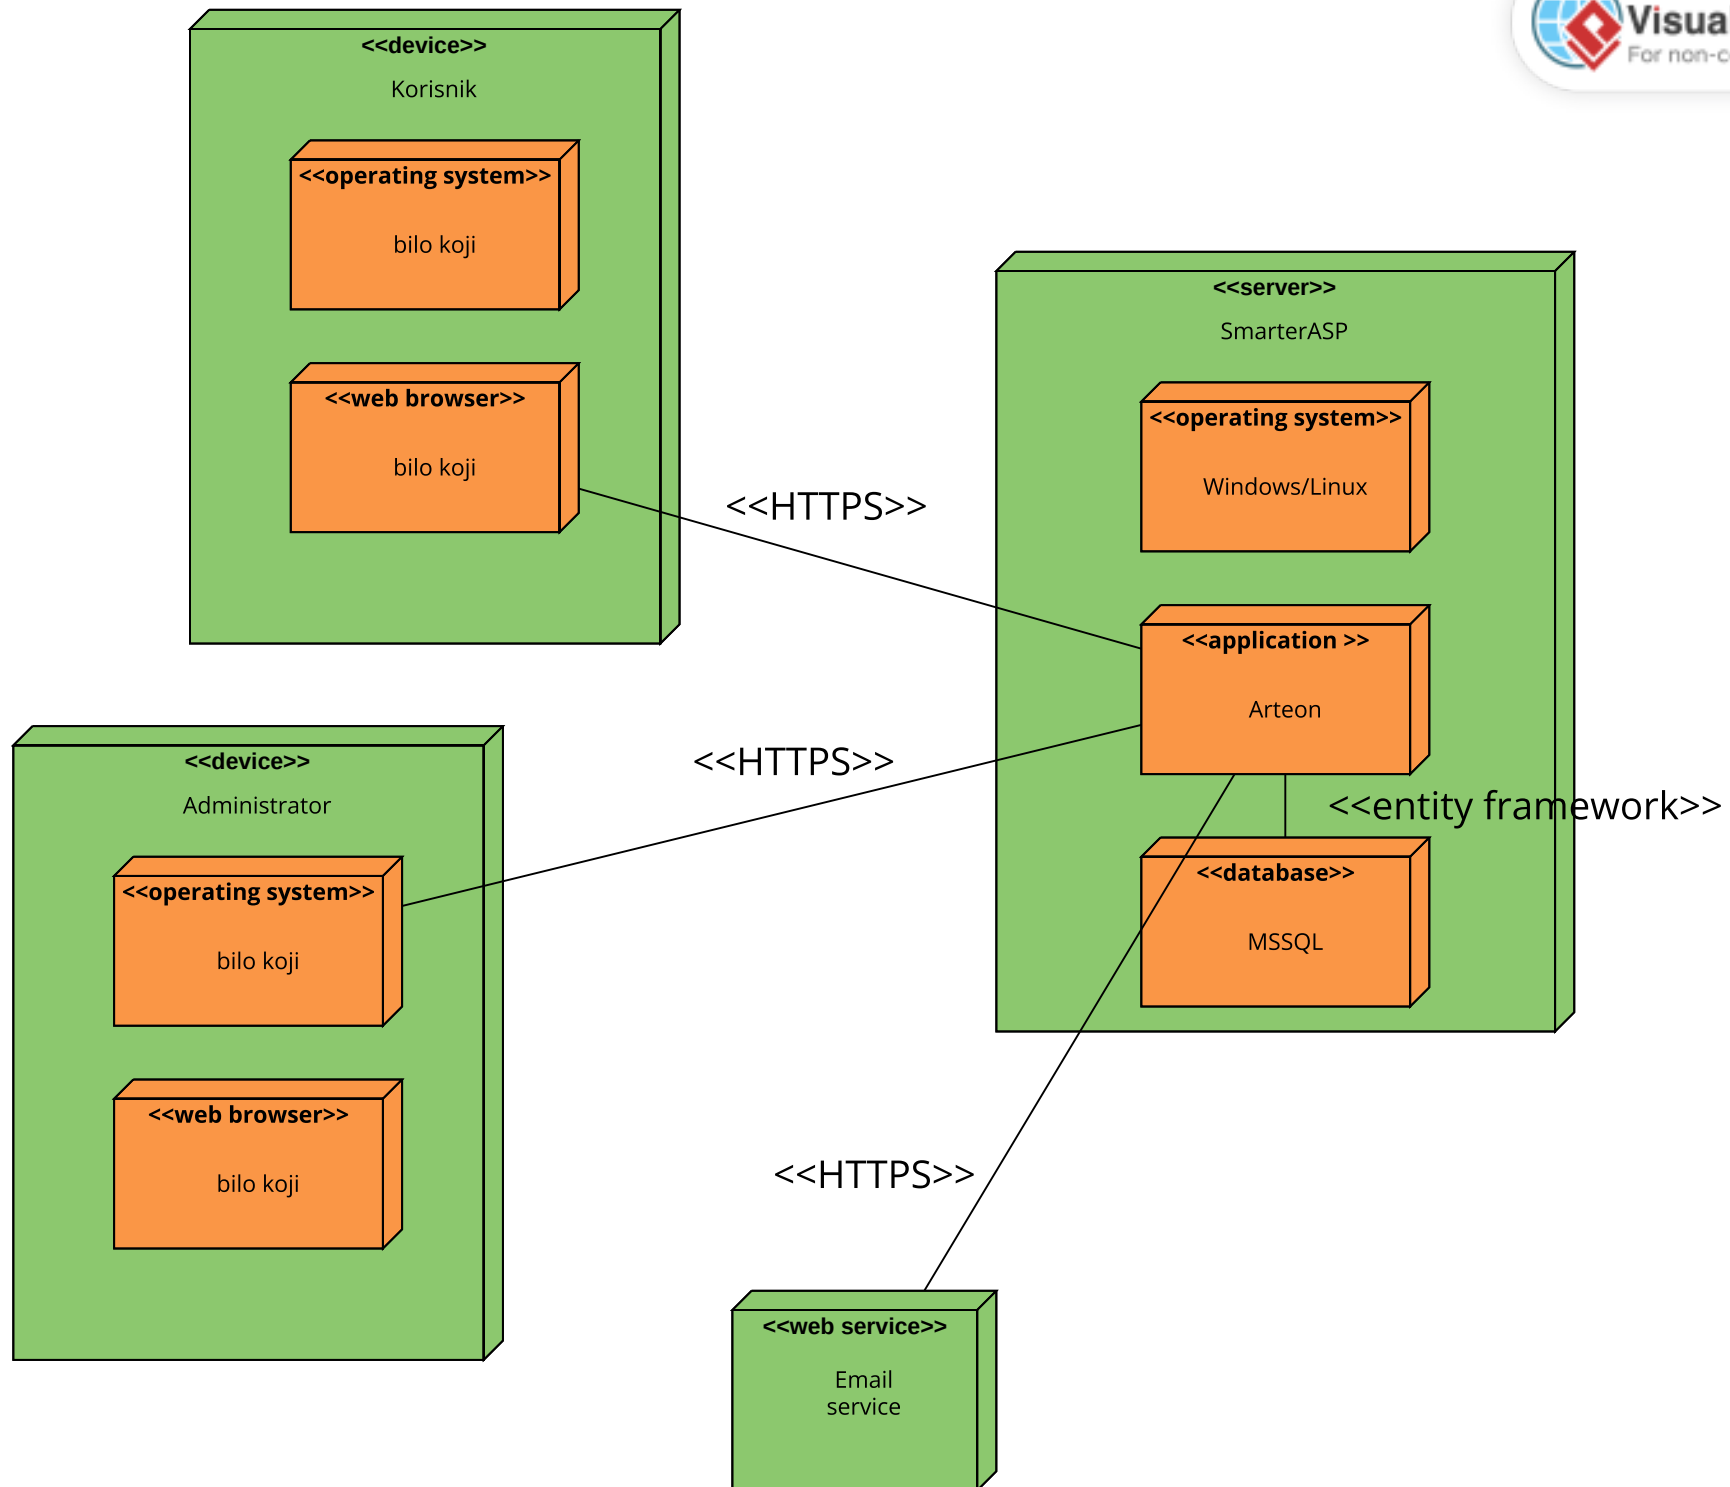 <<device>>
Korisnik
<<operating system>>
bilo koji
<<web browser>>
bilo koji
<<HTTPS>>
<<server>>
SmarterASP
<<operating system>>
Windows/Linux
<<application >>
Arteon
<<entity framework>>
<<database>>
MSSQL
<<HTTPS>>
<<device>>
Administrator
<<operating system>>
bilo koji
<<web browser>>
bilo koji
<<HTTPS>>
<<web service>>
Email
service
Visua
For non-c